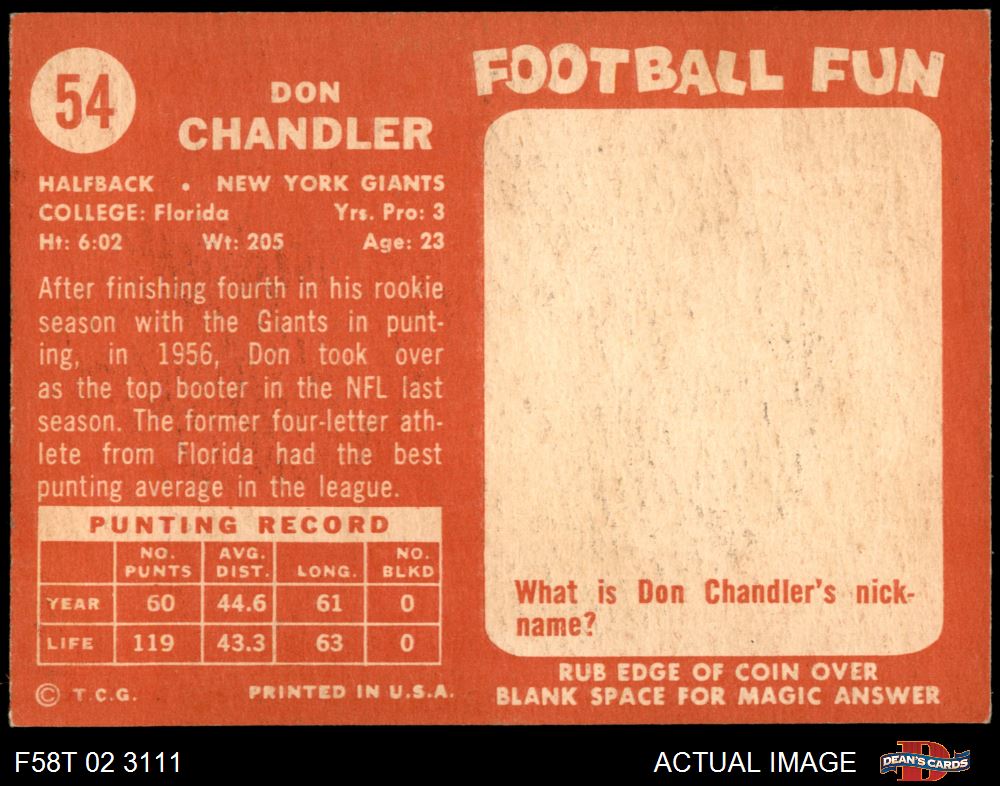 54
DON
CHANDLER
HALFBACK • NEW YORK GIANTS
COLLEGE: Florida Yrs. Pro: 3
Ht: 6:02 Wt: 205 Age: 23
After finishing fourth in his rookie
season with the Giants in punt-
ing, in 1956, Don took over
as the top booter in the NFL last
season. The former four-letter ath-
lete from Florida had the best
punting average in the league.
PUNTING RECORD
NO. PUNTS AVG. DIST. LONG. NO. BLKD
YEAR 60 44.6 61 0
LIFE 119 43.3 63 0
© T.C.G. PRINTED IN U.S.A.
FOOTBALL FUN
What is Don Chandler's nick-
name?
RUB EDGE OF COIN OVER
BLANK SPACE FOR MAGIC ANSWER
F58T 02 3111 ACTUAL IMAGE
D
DEAN'S CARDS